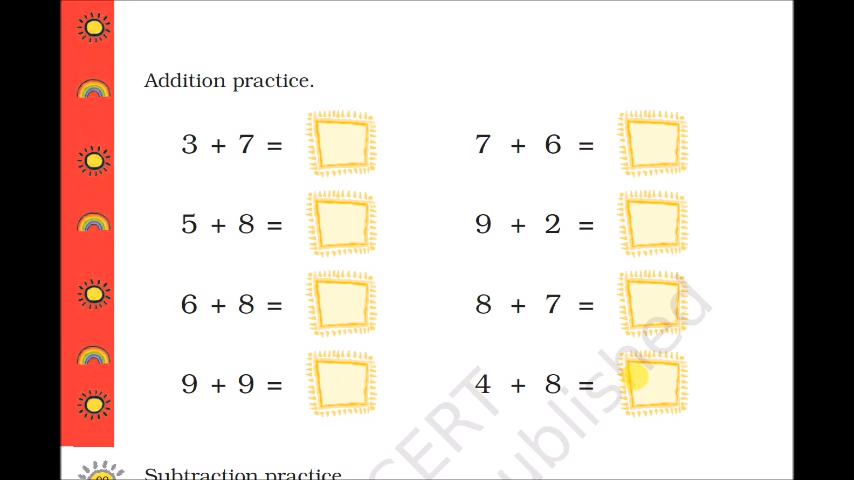 Addition practice.
3 + 7 =
7 + 6 =
5 + 8 =
9 + 2 =
6 + 8 =
8 + 7 =
9 + 9 =
4 + 8 =
Subtraction practice